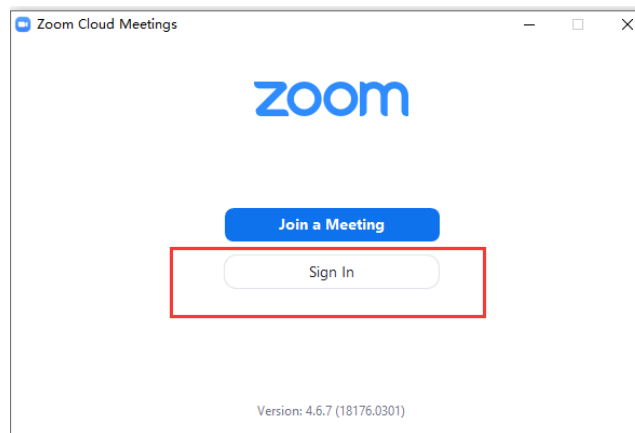 Zoom Cloud Meetings
zoom
Join a Meeting
Sign In
Version: 4.6.7 (18176.0301)